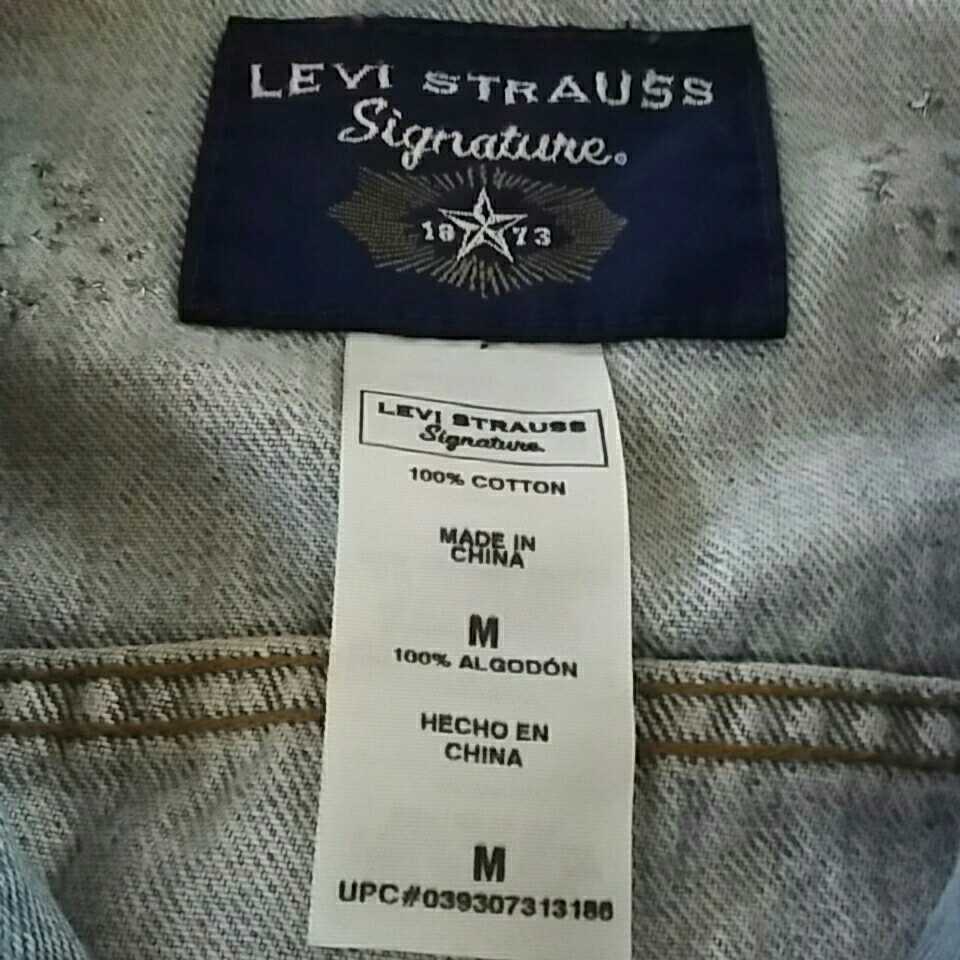 LEVI STRAUSS
Signature.
18 73
LEVI STRAUSS
Signature.
100% COTTON
MADE IN
CHINA
M
100% ALGODÓN
HECHO EN
CHINA
M
UPC#039307313186